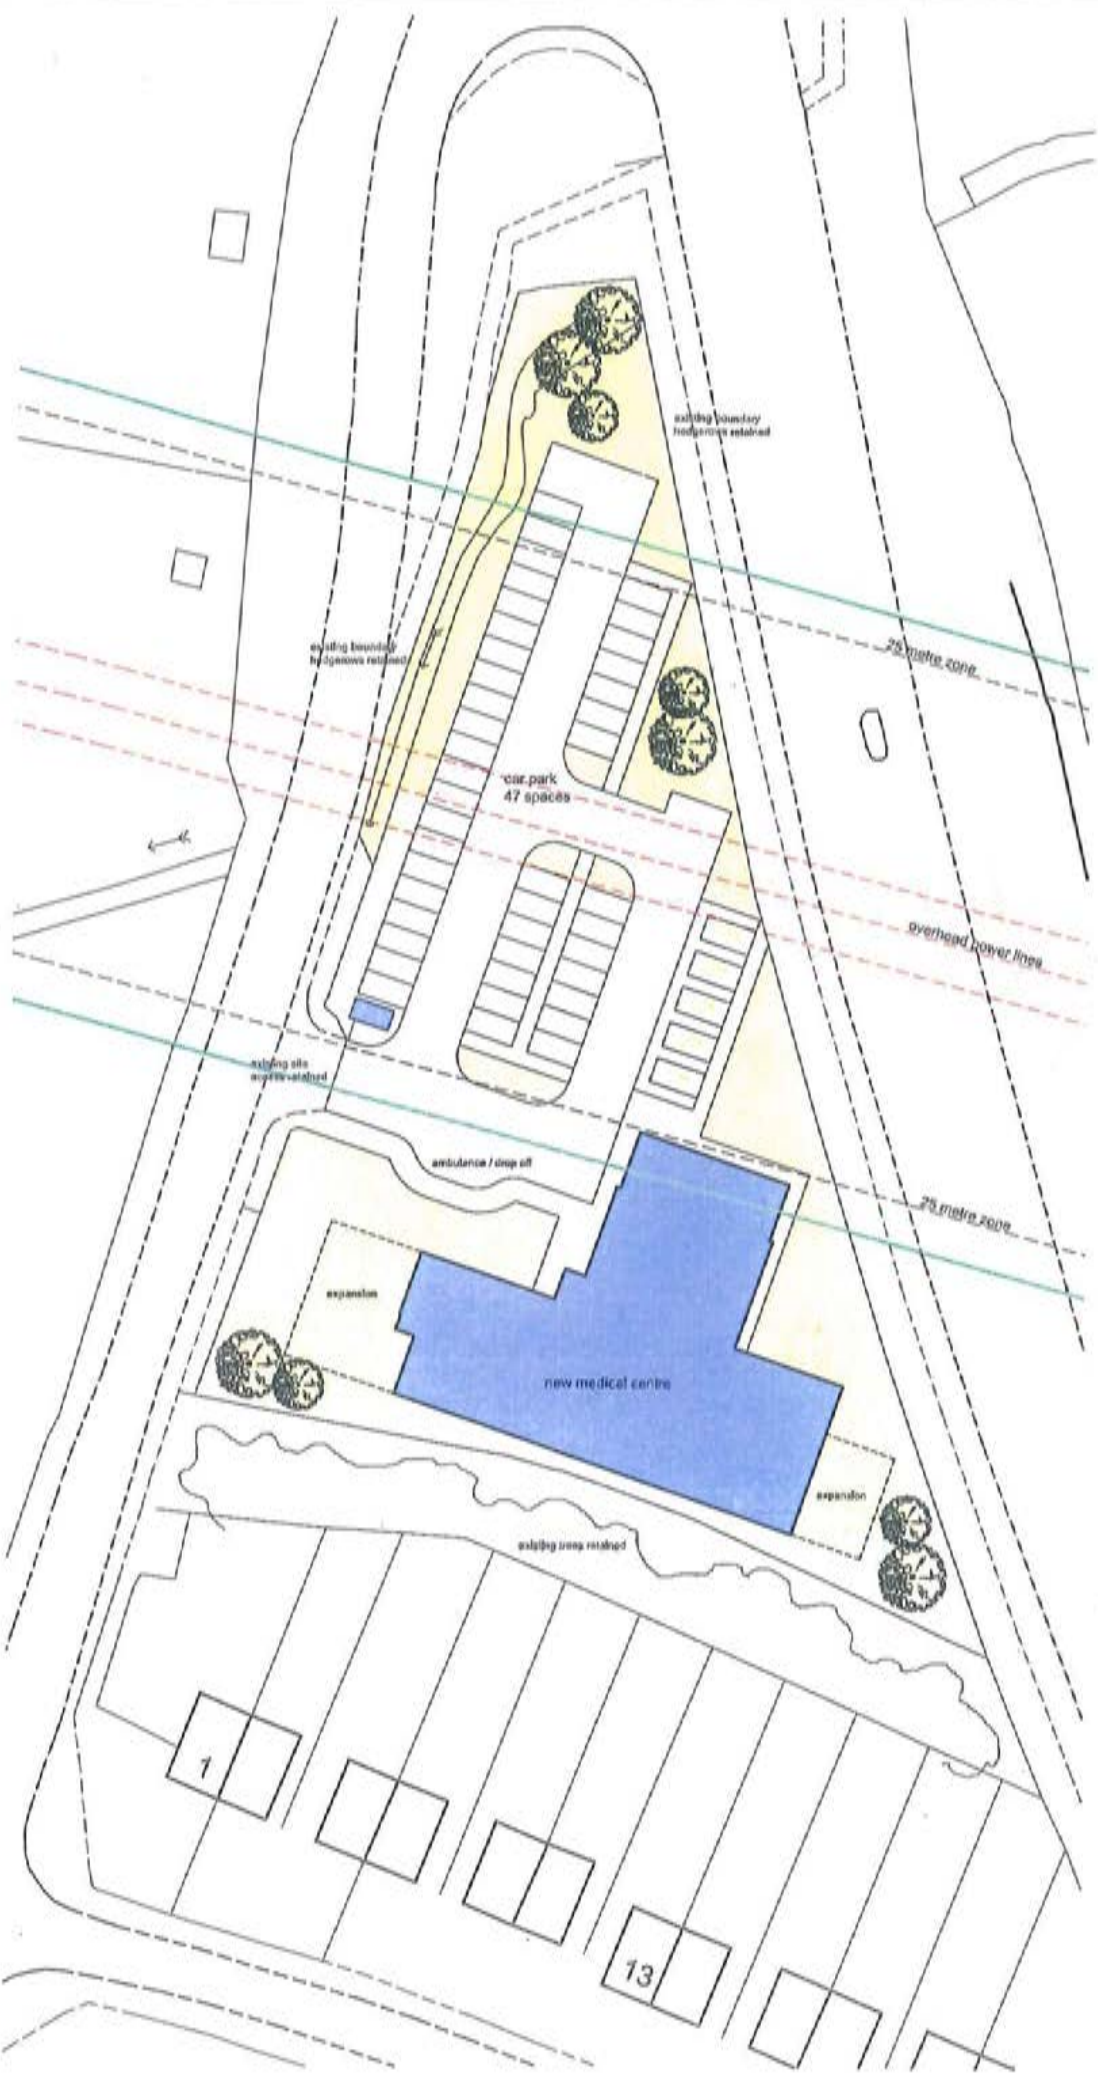 existing boundary
hedgerows retained
existing boundary
hedgerows retained
25 metre zone
car park
47 spaces
overhead power lines
existing site
access retained
ambulance / drop off
25 metre zone
expansion
new medical centre
expansion
existing trees retained
1
13